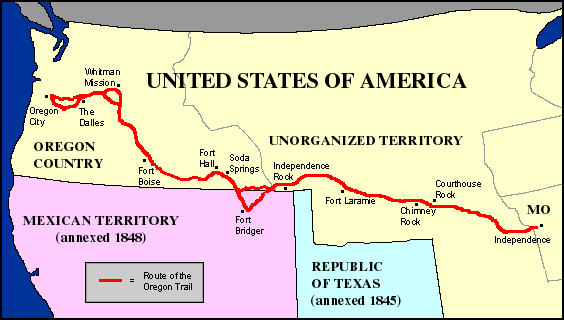 Whitman
Mission
UNITED STATES OF AMERICA
Oregon
City
The
Dalles
OREGON
COUNTRY
UNORGANIZED TERRITORY
Fort
Hall
Soda
Springs
Fort
Boise
Independence
Rock
Fort Laramie
Courthouse
Rock
Chimney
Rock
MO
Independence
Fort
Bridger
MEXICAN TERRITORY
(annexed 1848)
REPUBLIC
OF TEXAS
(annexed 1845)
= Route of the
Oregon Trail